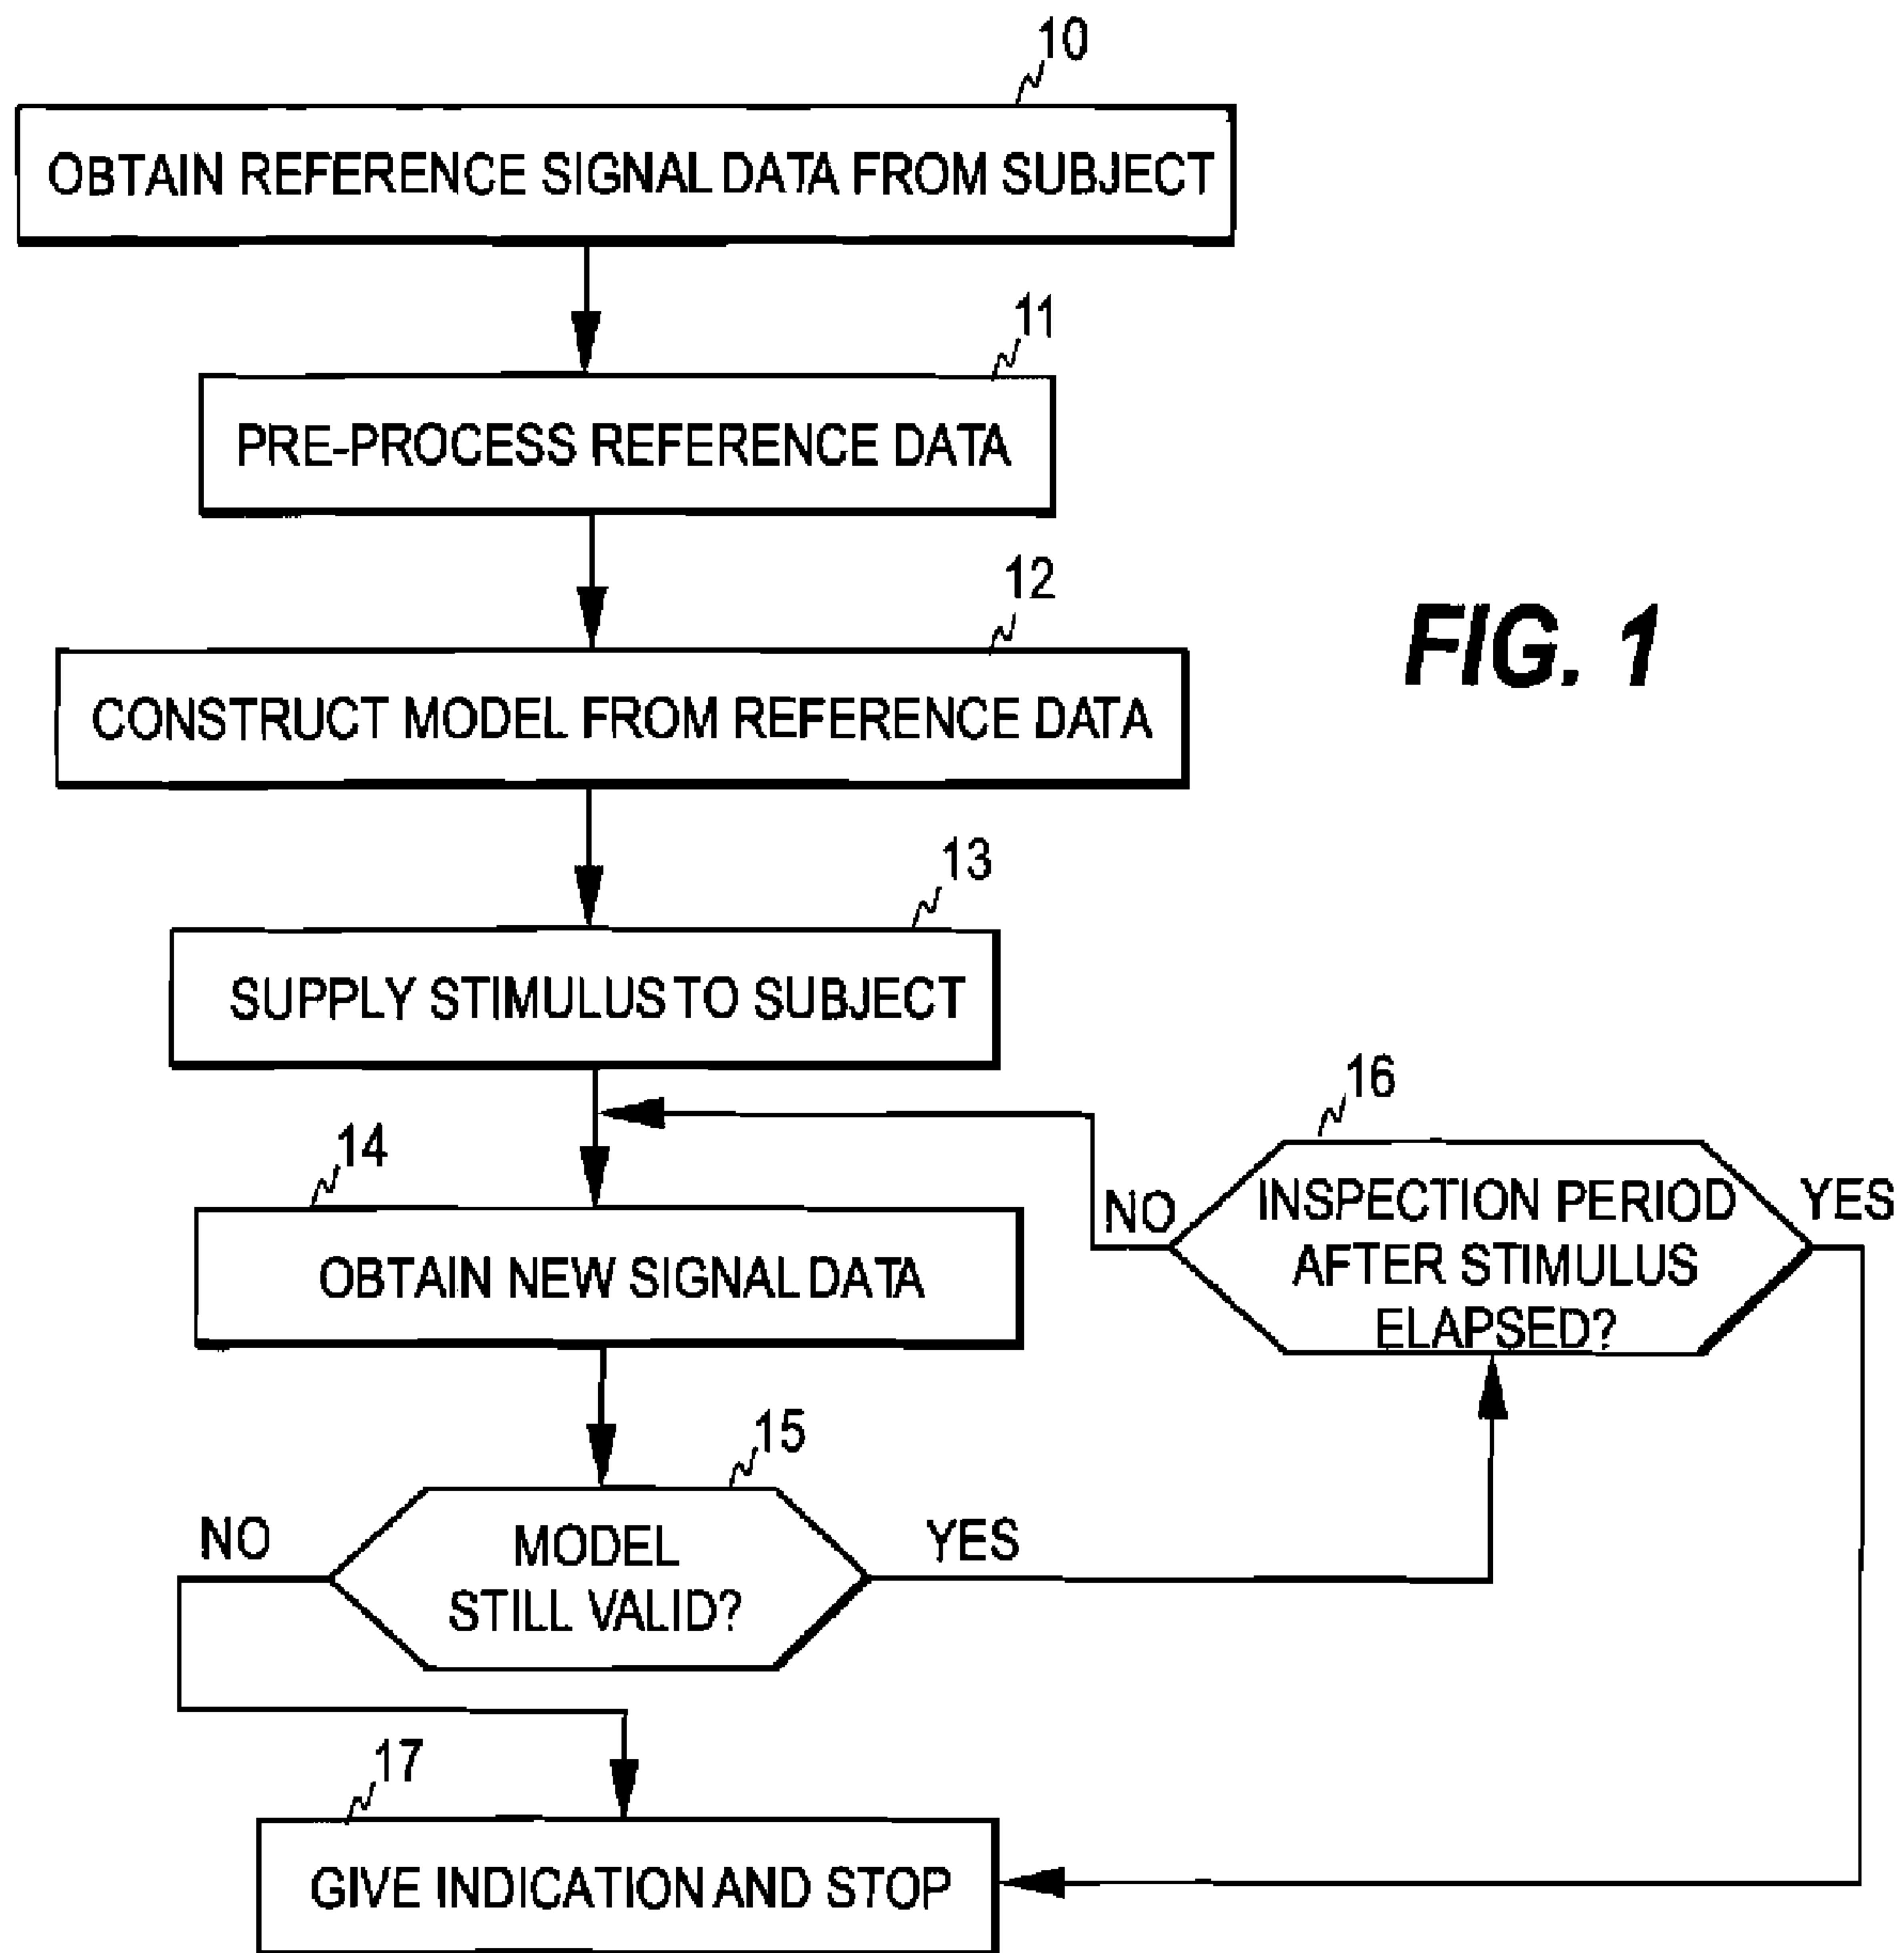 10
OBTAIN REFERENCE SIGNAL DATA FROM SUBJECT
11
PRE-PROCESS REFERENCE DATA
12
CONSTRUCT MODEL FROM REFERENCE DATA
FIG. 1
13
SUPPLY STIMULUS TO SUBJECT
14
OBTAIN NEW SIGNAL DATA
16
NO
INSPECTION PERIOD
AFTER STIMULUS
ELAPSED?
YES
15
NO
MODEL
STILL VALID?
YES
17
GIVE INDICATION AND STOP